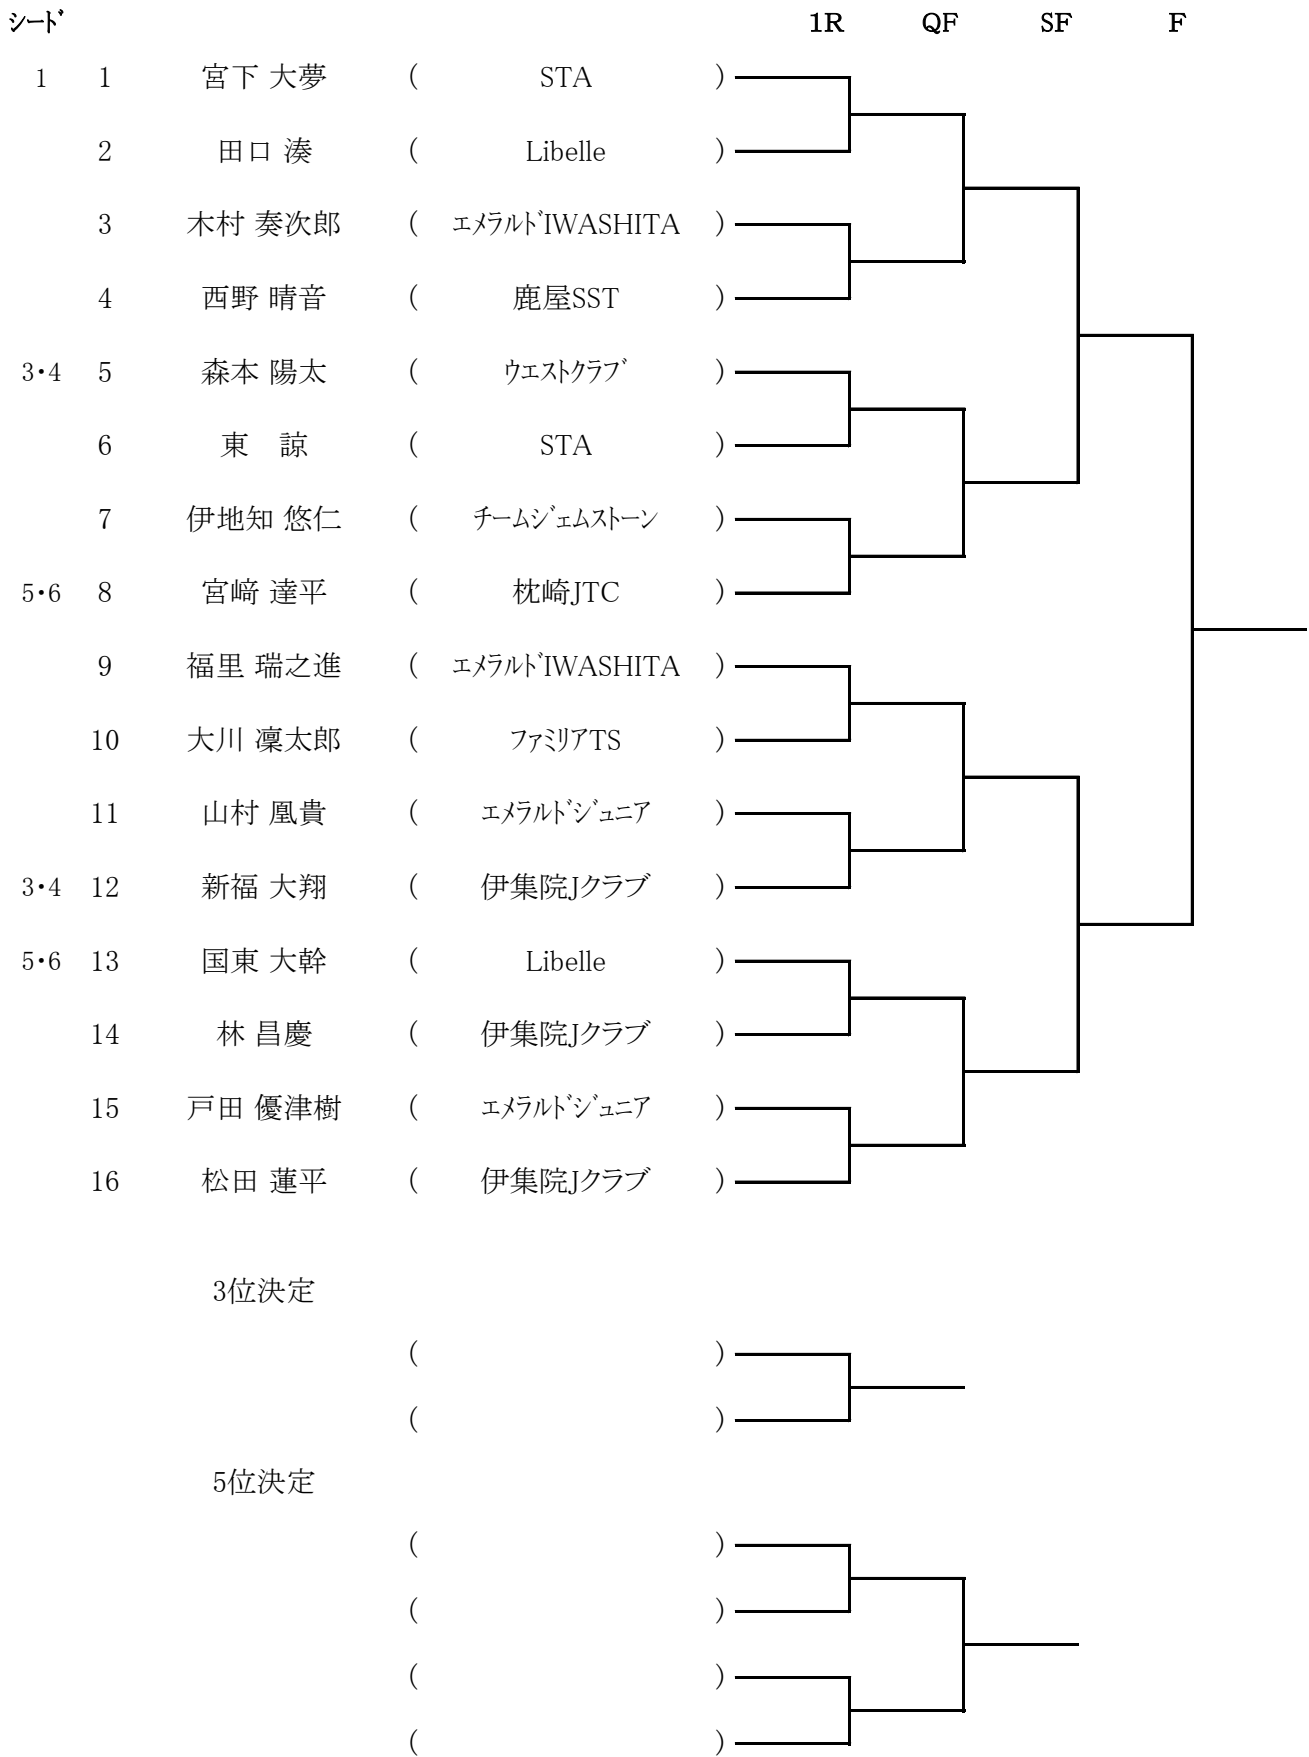 シード 1R QF SF F
1 1 宮下 大夢 ( STA )
2 田口 湊 ( Libelle )
3 木村 奏次郎 ( エメラルドIWASHITA )
4 西野 晴音 ( 鹿屋SST )
3・4 5 森本 陽太 ( ウエストクラブ )
6 東　諒 ( STA )
7 伊地知 悠仁 ( チームジェムストーン )
5・6 8 宮﨑 達平 ( 枕崎JTC )
9 福里 瑞之進 ( エメラルドIWASHITA )
10 大川 凜太郎 ( ファミリアTS )
11 山村 凰貴 ( エメラルドジュニア )
3・4 12 新福 大翔 ( 伊集院Jクラブ )
5・6 13 国東 大幹 ( Libelle )
14 林 昌慶 ( 伊集院Jクラブ )
15 戸田 優津樹 ( エメラルドジュニア )
16 松田 蓮平 ( 伊集院Jクラブ )
3位決定
( )
( )
5位決定
( )
( )
( )
( )